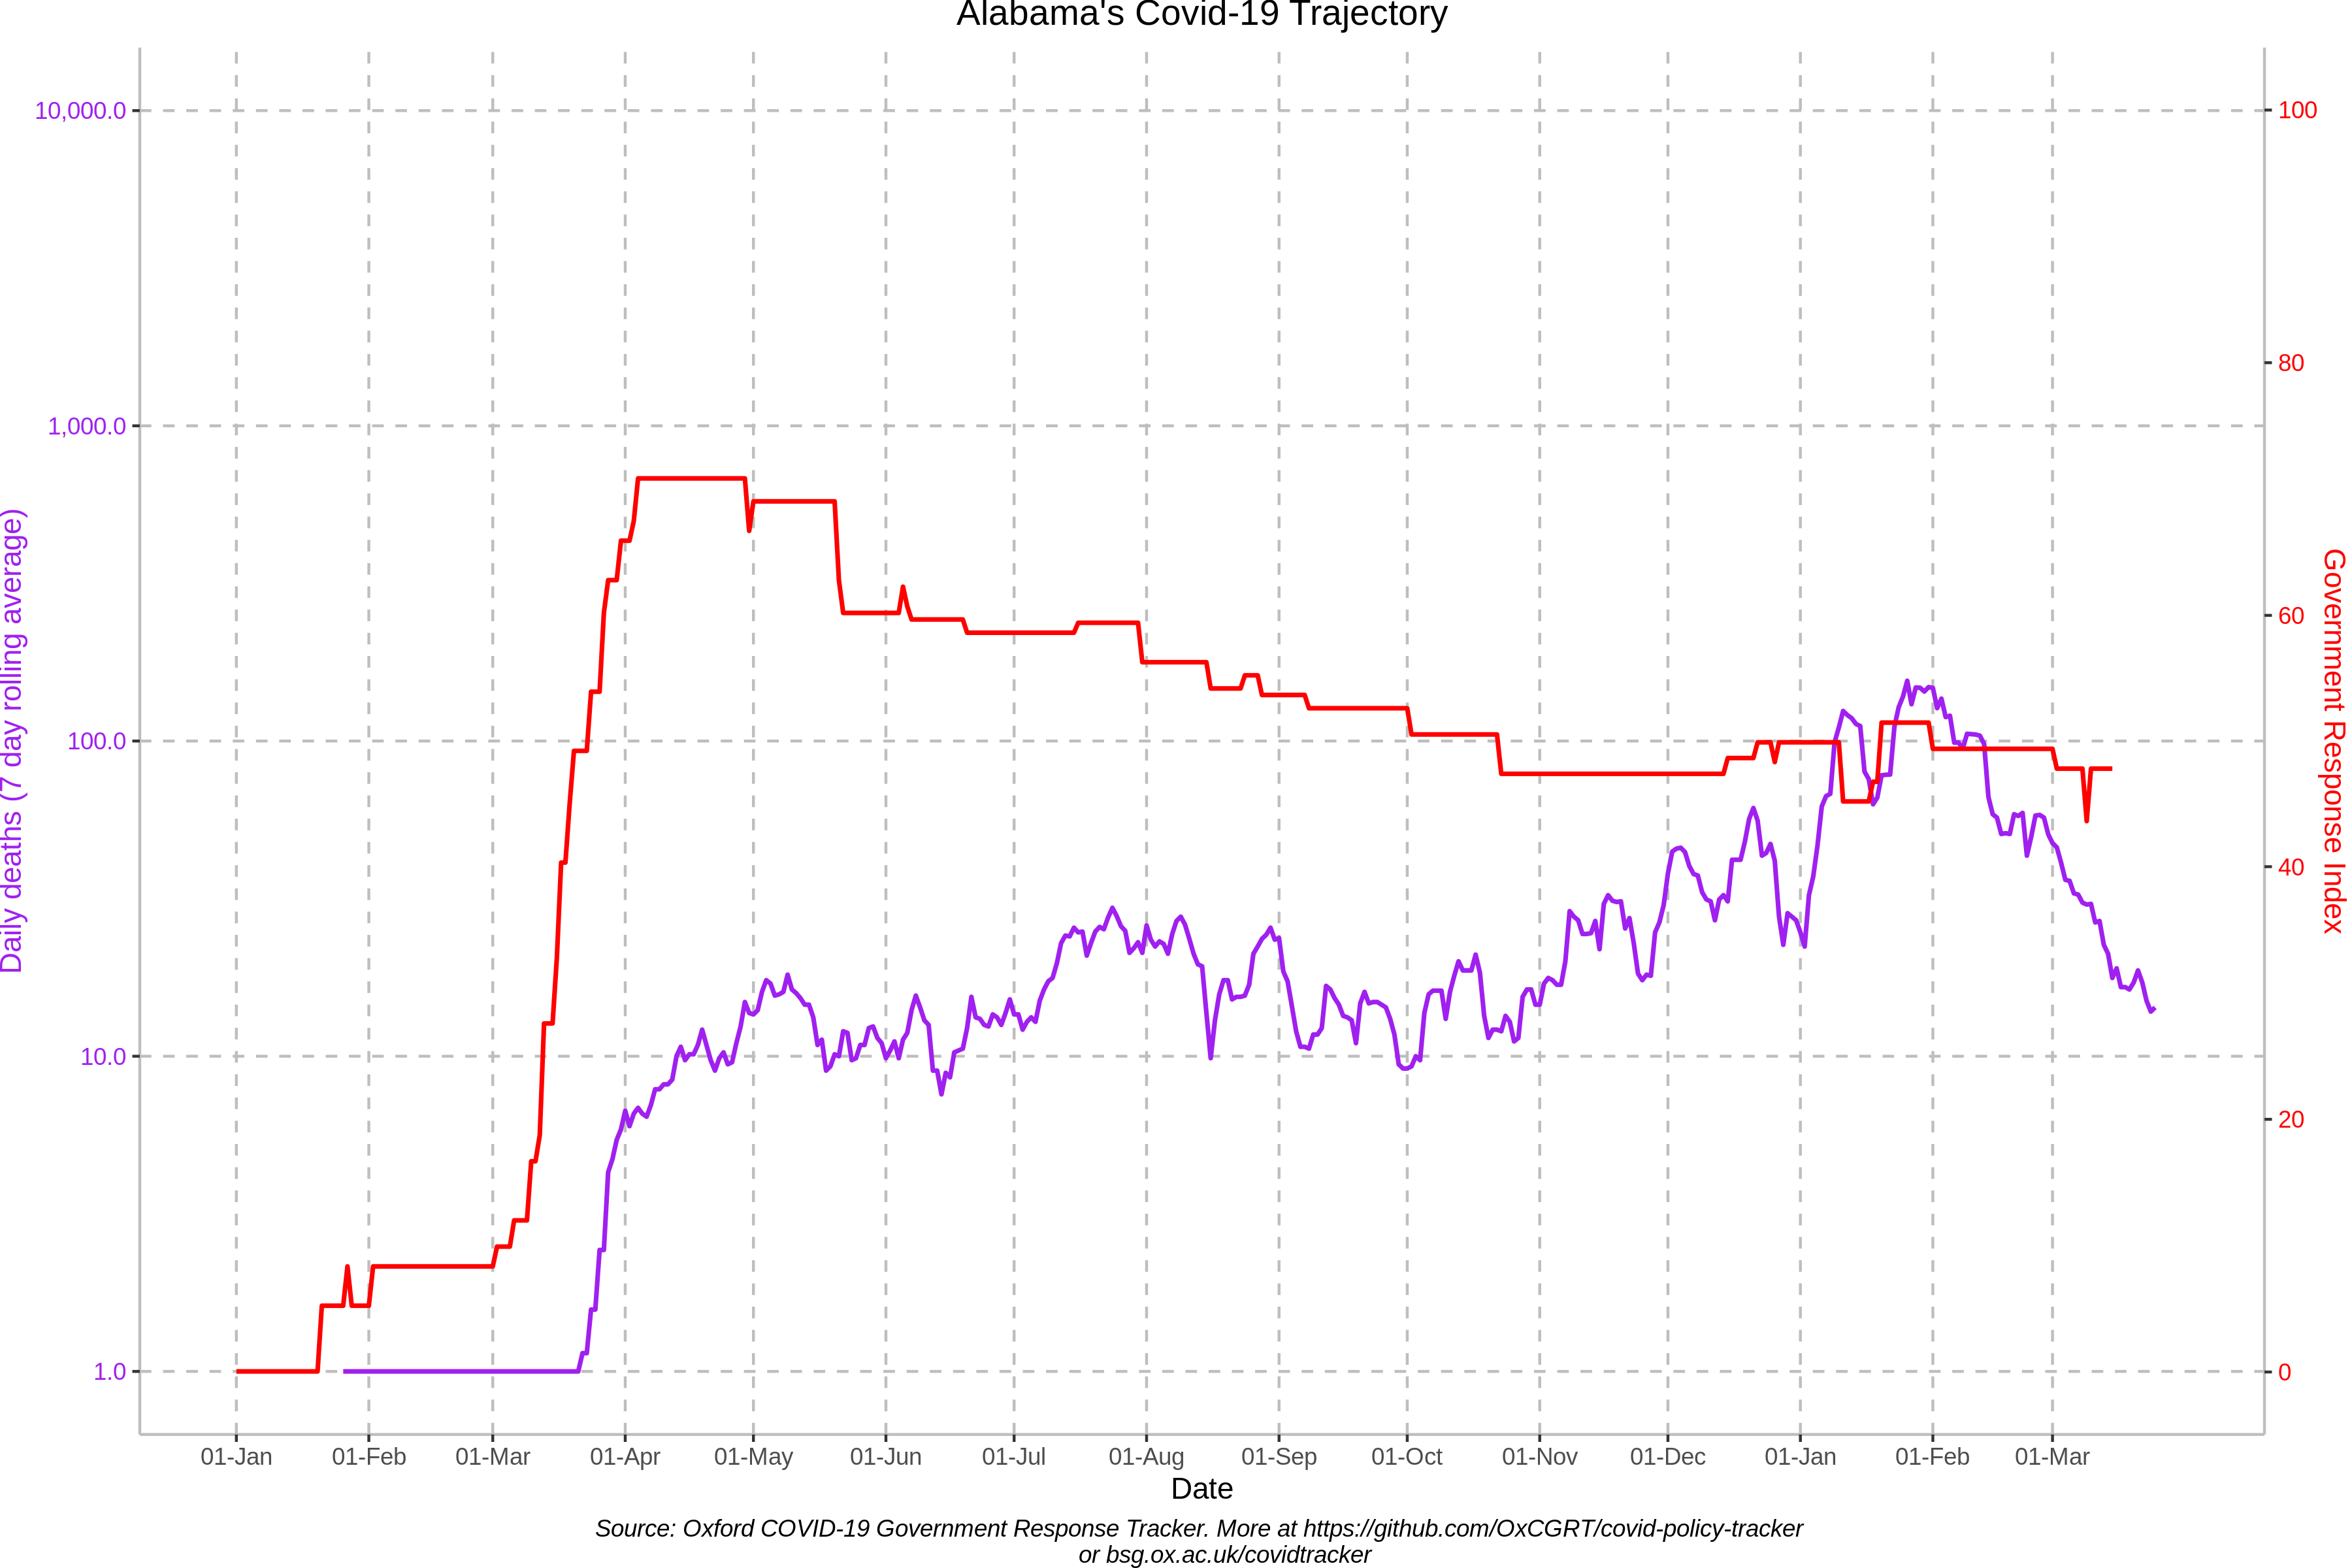 Alabama's Covid-19 Trajectory
10,000.0
1,000.0
100.0
10.0
1.0
Daily deaths (7 day rolling average)
100
80
60
40
20
0
Government Response Index
01-Jan 01-Feb 01-Mar 01-Apr 01-May 01-Jun 01-Jul 01-Aug 01-Sep 01-Oct 01-Nov 01-Dec 01-Jan 01-Feb 01-Mar
Date
Source: Oxford COVID-19 Government Response Tracker. More at https://github.com/OxCGRT/covid-policy-tracker
or bsg.ox.ac.uk/covidtracker